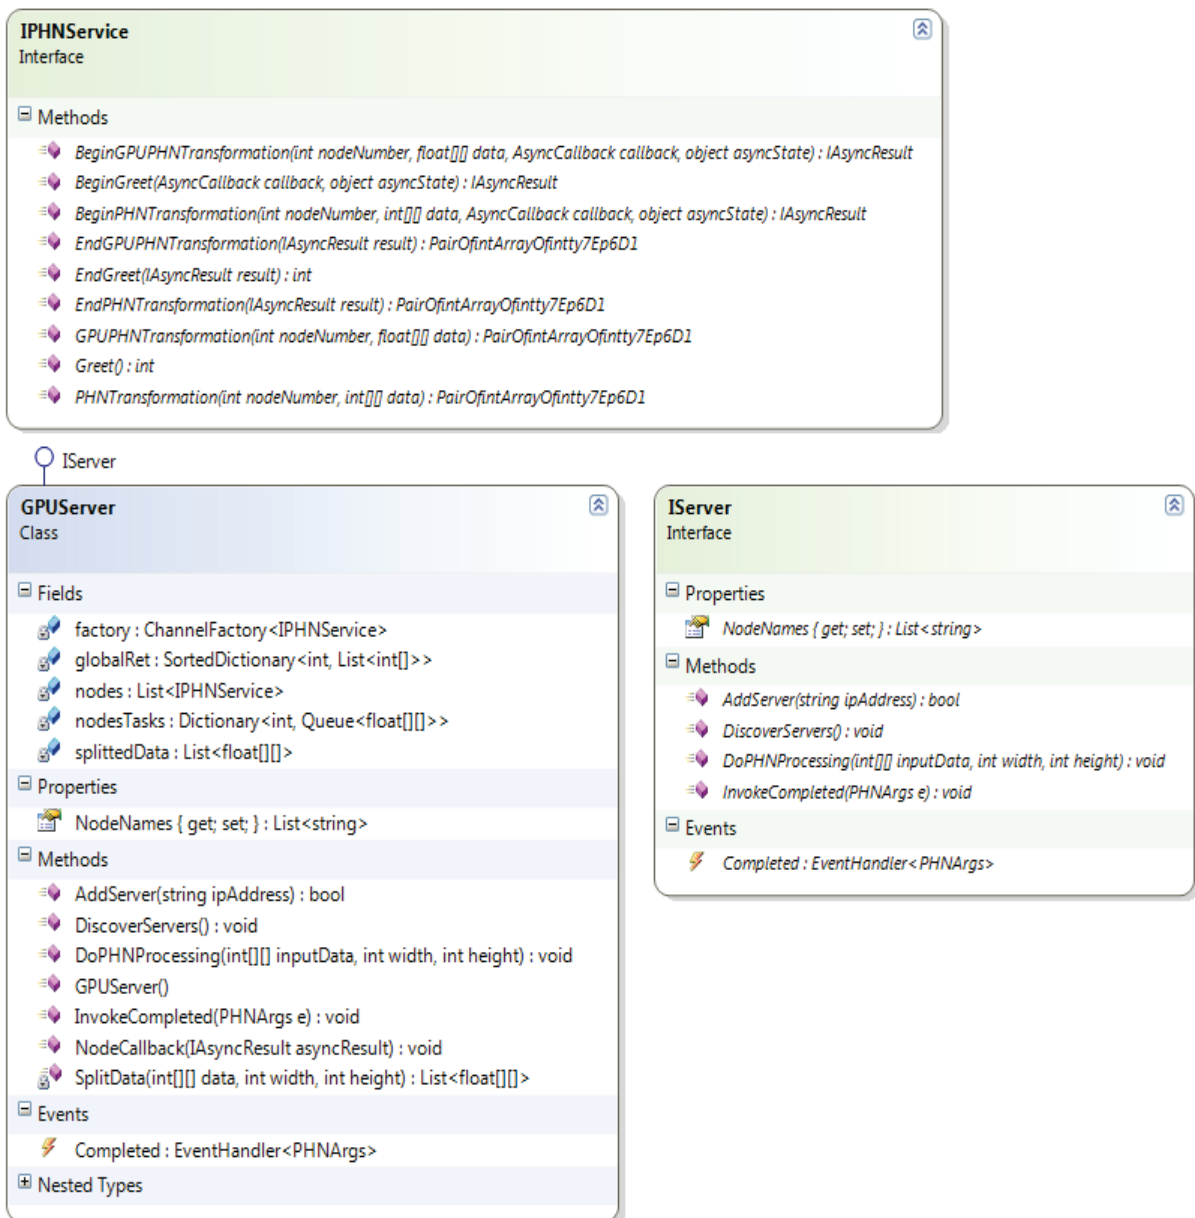 IPHNService
Interface
Methods
BeginGPUPHNTransformation(int nodeNumber, float[][] data, AsyncCallback callback, object asyncState) : IAsyncResult
BeginGreet(AsyncCallback callback, object asyncState) : IAsyncResult
BeginPHNTransformation(int nodeNumber, int[][] data, AsyncCallback callback, object asyncState) : IAsyncResult
EndGPUPHNTransformation(IAsyncResult result) : PairOfintArrayOfintty7Ep6D1
EndGreet(IAsyncResult result) : int
EndPHNTransformation(IAsyncResult result) : PairOfintArrayOfintty7Ep6D1
GPUPHNTransformation(int nodeNumber, float[][] data) : PairOfintArrayOfintty7Ep6D1
Greet() : int
PHNTransformation(int nodeNumber, int[][] data) : PairOfintArrayOfintty7Ep6D1
IServer
GPUServer
Class
Fields
factory : ChannelFactory<IPHNService>
globalRet : SortedDictionary<int, List<int[]>>
nodes : List<IPHNService>
nodesTasks : Dictionary<int, Queue<float[][]>>
splittedData : List<float[][]>
Properties
NodeNames { get; set; } : List<string>
Methods
AddServer(string ipAddress) : bool
DiscoverServers() : void
DoPHNProcessing(int[][] inputData, int width, int height) : void
GPUServer()
InvokeCompleted(PHNArgs e) : void
NodeCallback(IAsyncResult asyncResult) : void
SplitData(int[][] data, int width, int height) : List<float[][]>
Events
Completed : EventHandler<PHNArgs>
Nested Types
IServer
Interface
Properties
NodeNames { get; set; } : List<string>
Methods
AddServer(string ipAddress) : bool
DiscoverServers() : void
DoPHNProcessing(int[][] inputData, int width, int height) : void
InvokeCompleted(PHNArgs e) : void
Events
Completed : EventHandler<PHNArgs>